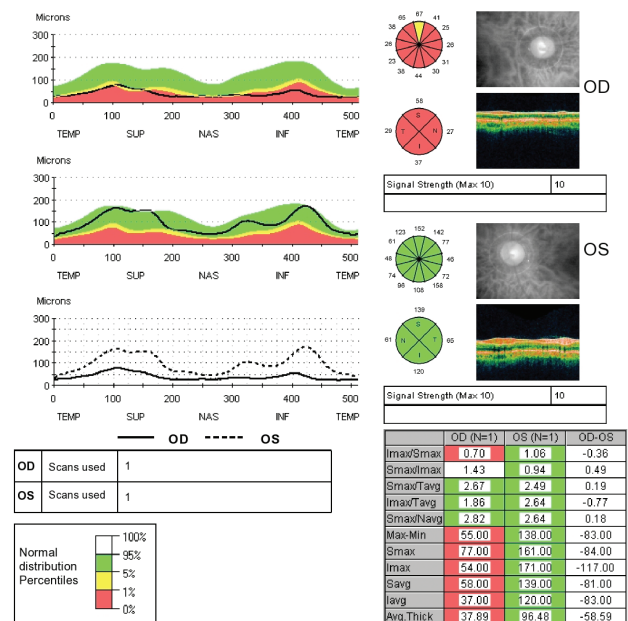 Microns
300
200
100
0
0 100 200 300 400 500
TEMP SUP NAS INF TEMP
Microns
300
200
100
0
0 100 200 300 400 500
TEMP SUP NAS INF TEMP
Microns
300
200
100
0
0 100 200 300 400 500
TEMP SUP NAS INF TEMP
OD OS
OD Scans used 1
OS Scans used 1
Normal
distribution
Percentiles
100%
95%
5%
1%
0%
67
65 41
38 25
26 26
23 31
38 30
44
OD
58
S
29 T N 27
I
37
Signal Strength (Max 10) 10
152
123 142
61 77
48 46
74 72
96 158
108
OS
139
S
61 N T 65
I
120
Signal Strength (Max 10) 10
OD (N=1) OS (N=1) OD-OS
Imax/Smax 0.70 1.06 -0.36
Smax/Imax 1.43 0.94 0.49
Smax/Tavg 2.67 2.49 0.19
Imax/Tavg 1.86 2.64 -0.77
Smax/Navg 2.82 2.64 0.18
Max-Min 55.00 138.00 -83.00
Smax 77.00 161.00 -84.00
Imax 54.00 171.00 -117.00
Savg 58.00 139.00 -81.00
Iavg 37.00 120.00 -83.00
Avg.Thick 37.89 96.48 -58.59